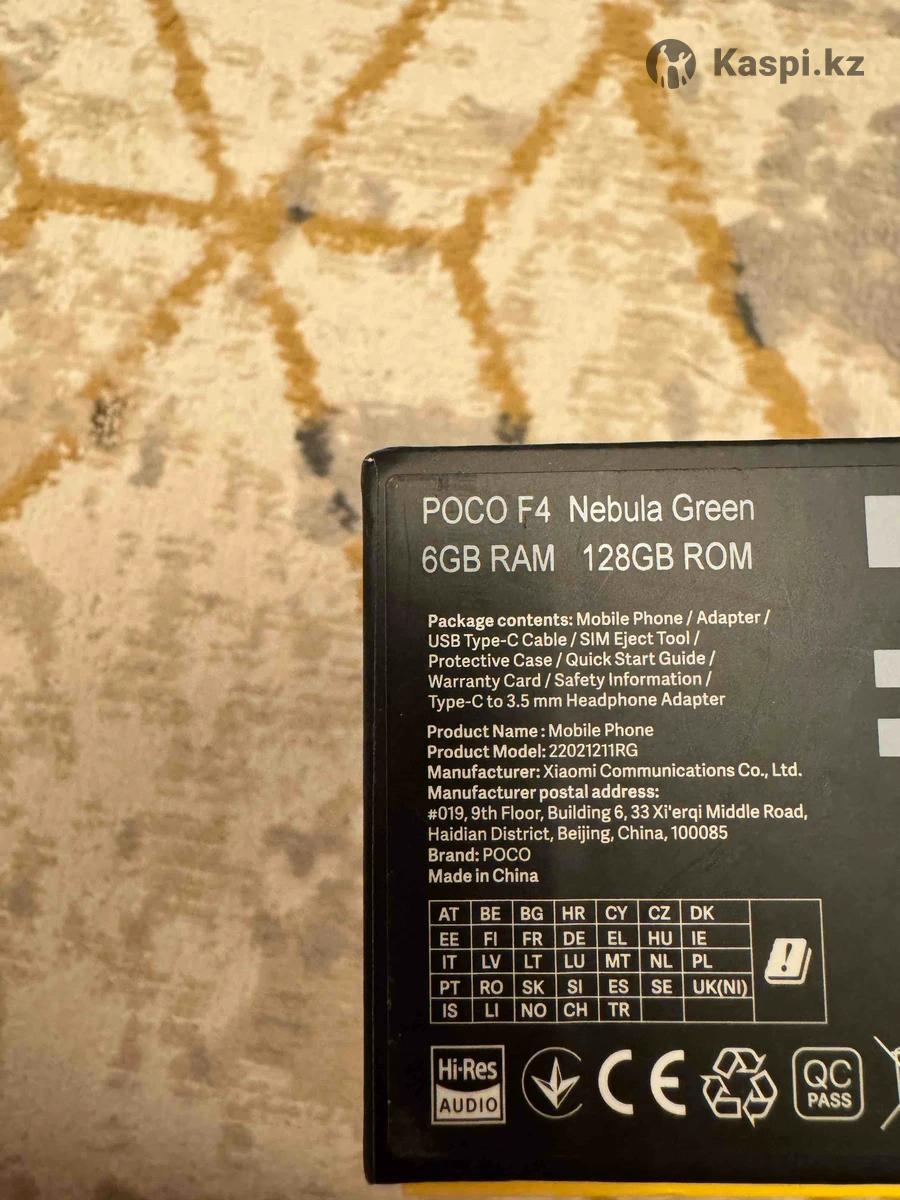 Kaspi.kz
POCO F4 Nebula Green
6GB RAM 128GB ROM
Package contents: Mobile Phone / Adapter /
USB Type-C Cable / SIM Eject Tool /
Protective Case / Quick Start Guide /
Warranty Card / Safety Information /
Type-C to 3.5 mm Headphone Adapter
Product Name: Mobile Phone
Product Model: 22021211RG
Manufacturer: Xiaomi Communications Co., Ltd.
Manufacturer postal address:
#019, 9th Floor, Building 6, 33 Xi'erqi Middle Road,
Haidian District, Beijing, China, 100085
Brand: POCO
Made in China
AT BE BG HR CY CZ DK
EE FI FR DE EL HU IE
IT LV LT LU MT NL PL
PT RO SK SI ES SE UK(NI)
IS LI NO CH TR
Hi-Res
AUDIO
CE
QC
PASS